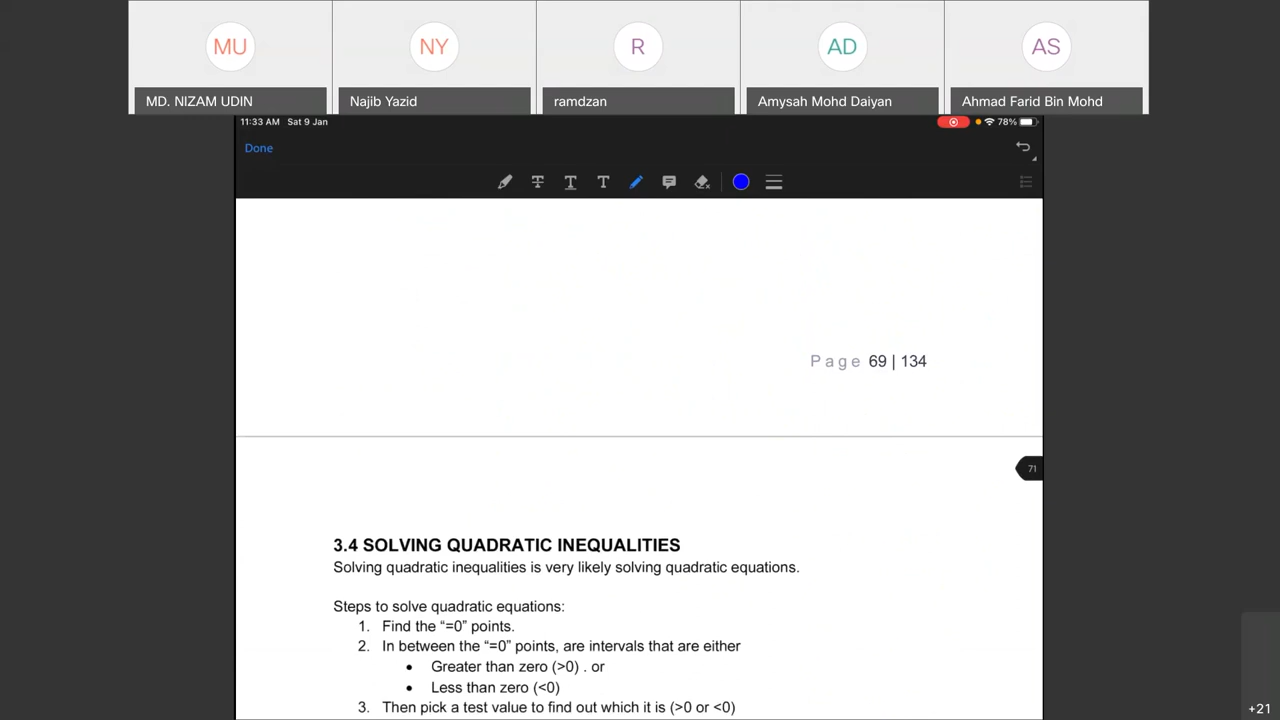 MU
NY
R
AD
AS
MD. NIZAM UDIN
Najib Yazid
ramdzan
Amysah Mohd Daiyan
Ahmad Farid Bin Mohd
11:33 AM Sat 9 Jan
78%
Done
T T T
Page 69 | 134
71
3.4 SOLVING QUADRATIC INEQUALITIES
Solving quadratic inequalities is very likely solving quadratic equations.
Steps to solve quadratic equations:
1. Find the “=0” points.
2. In between the “=0” points, are intervals that are either
• Greater than zero (>0) . or
• Less than zero (<0)
3. Then pick a test value to find out which it is (>0 or <0)
+21